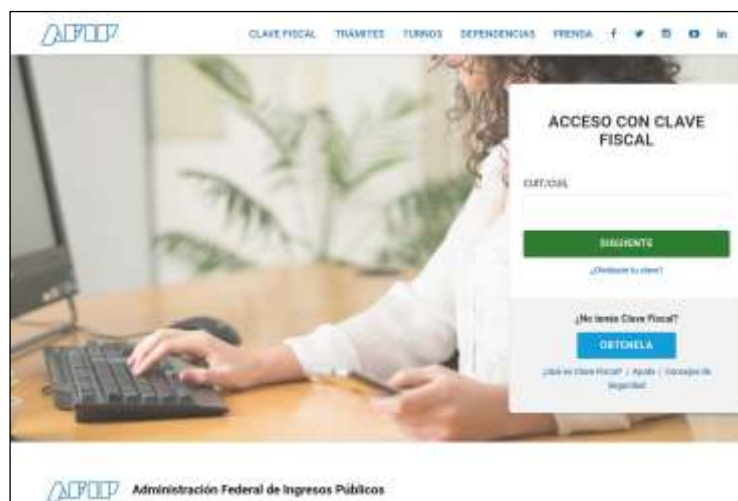 AFIP
CLAVE FISCAL TRÁMITES TURNOS DEPENDENCIAS PRENSA
ACCESO CON CLAVE
FISCAL
CUIT/CUIL
SIGUIENTE
¿Olvidaste tu clave?
¿No tenés Clave Fiscal?
OBTENELA
¿Qué es Clave Fiscal? | Ayuda | Consejos de
Seguridad
AFIP Administración Federal de Ingresos Públicos